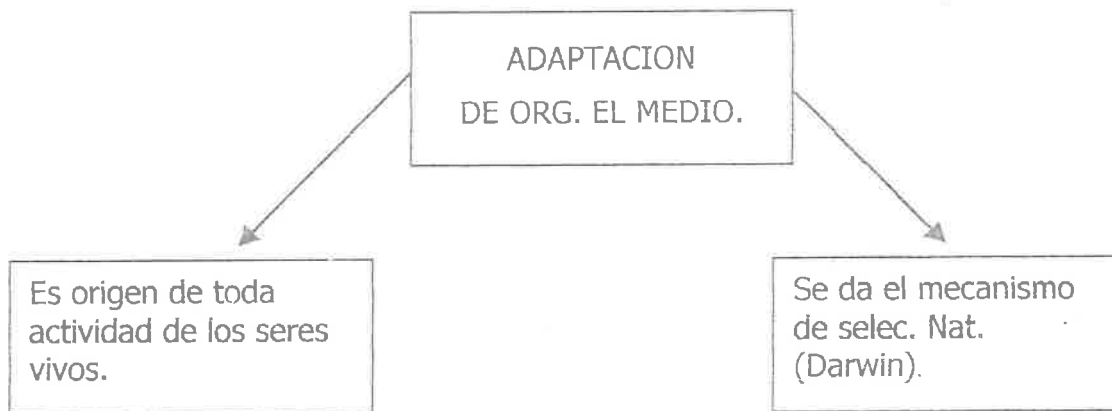 ADAPTACION
DE ORG. EL MEDIO.
Es origen de toda
actividad de los seres
vivos.
Se da el mecanismo
de selec. Nat.
(Darwin).